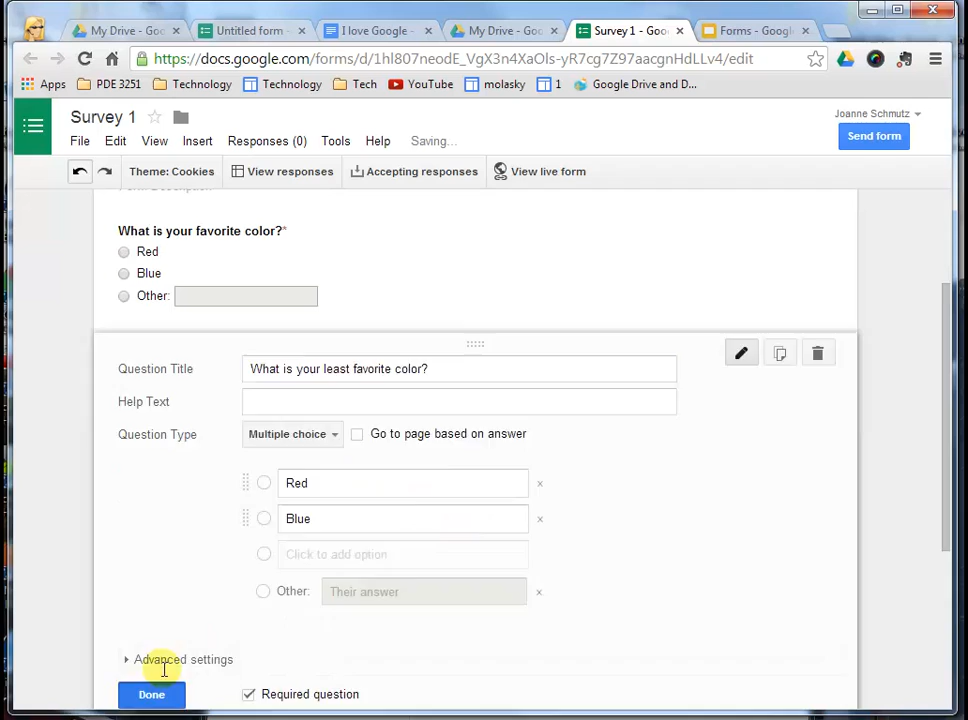 My Drive - Goo
Untitled form -
I love Google -
My Drive - Goo
Survey 1 - Goo
Forms - Google
https://docs.google.com/forms/d/1hl807neodE_VgX3n4XaOls-yR7cg7Z97aacgnHdLLv4/edit
Apps
PDE 3251
Technology
Technology
Tech
YouTube
molasky
1
Google Drive and D...
Survey 1
Joanne Schmutz
File Edit View Insert Responses (0) Tools Help Saving...
Send form
Theme: Cookies
View responses
Accepting responses
View live form
Form Description
What is your favorite color?*
Red
Blue
Other:
Question Title What is your least favorite color?
Help Text
Question Type Multiple choice Go to page based on answer
Red x
Blue x
Click to add option
Other: Their answer x
Advanced settings
Done Required question